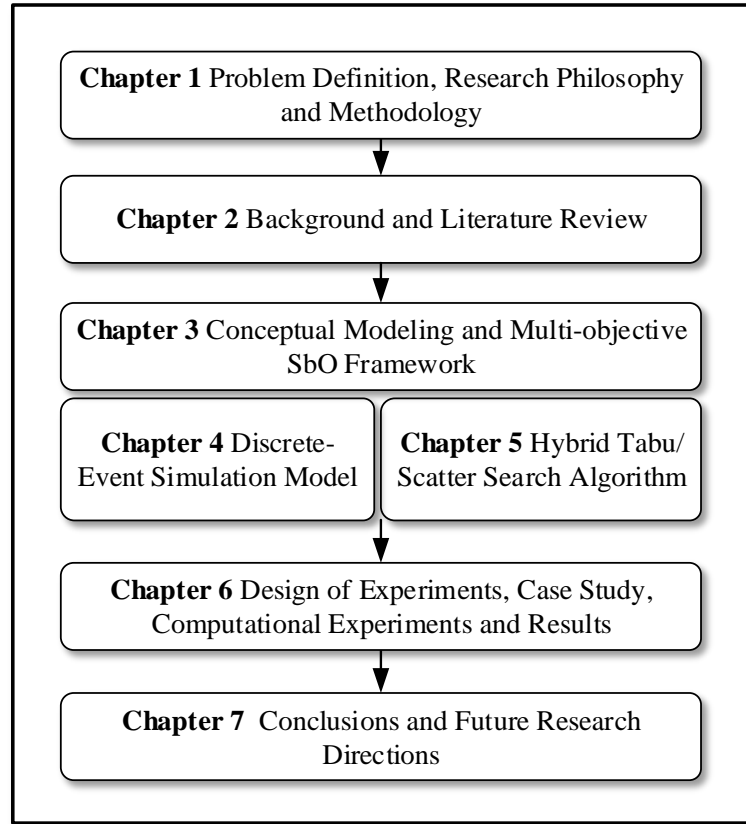 Chapter 1 Problem Definition, Research Philosophy
and Methodology
Chapter 2 Background and Literature Review
Chapter 3 Conceptual Modeling and Multi-objective
SbO Framework
Chapter 4 Discrete-
Event Simulation Model
Chapter 5 Hybrid Tabu/
Scatter Search Algorithm
Chapter 6 Design of Experiments, Case Study,
Computational Experiments and Results
Chapter 7 Conclusions and Future Research
Directions